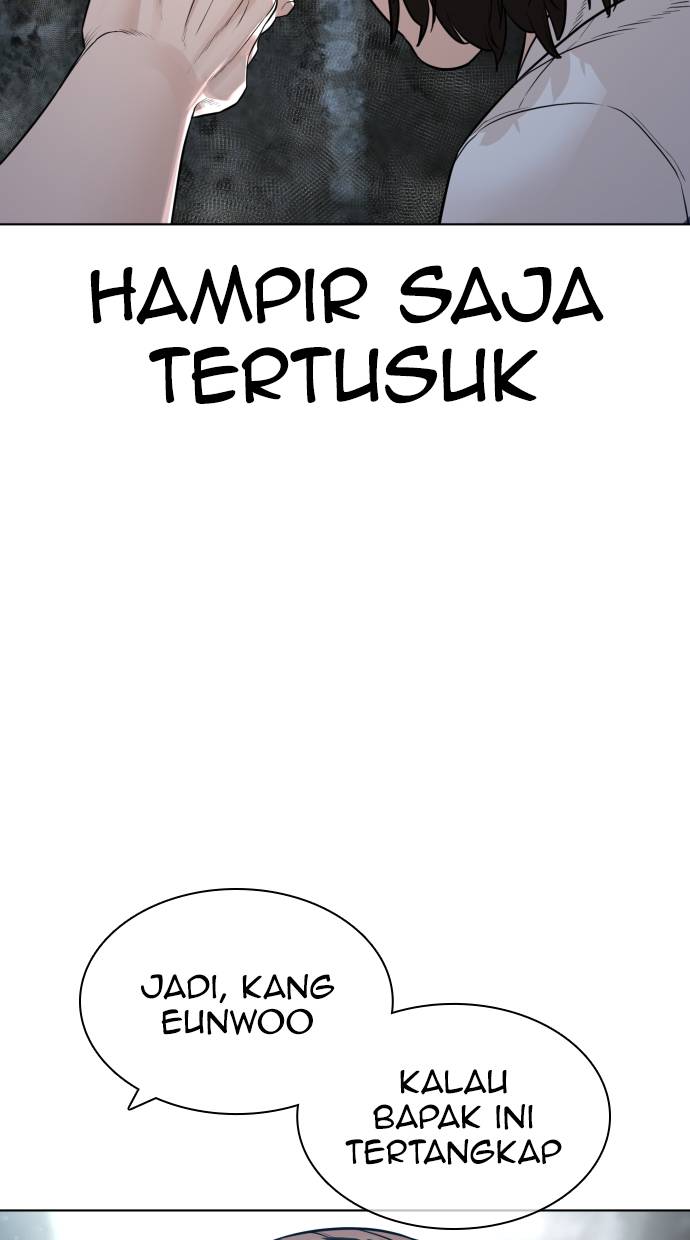 HAMPIR SAJA
TERTUSUK
JADI, KANG
EUNWOO
KALAU
BAPAK INI
TERTANGKAP